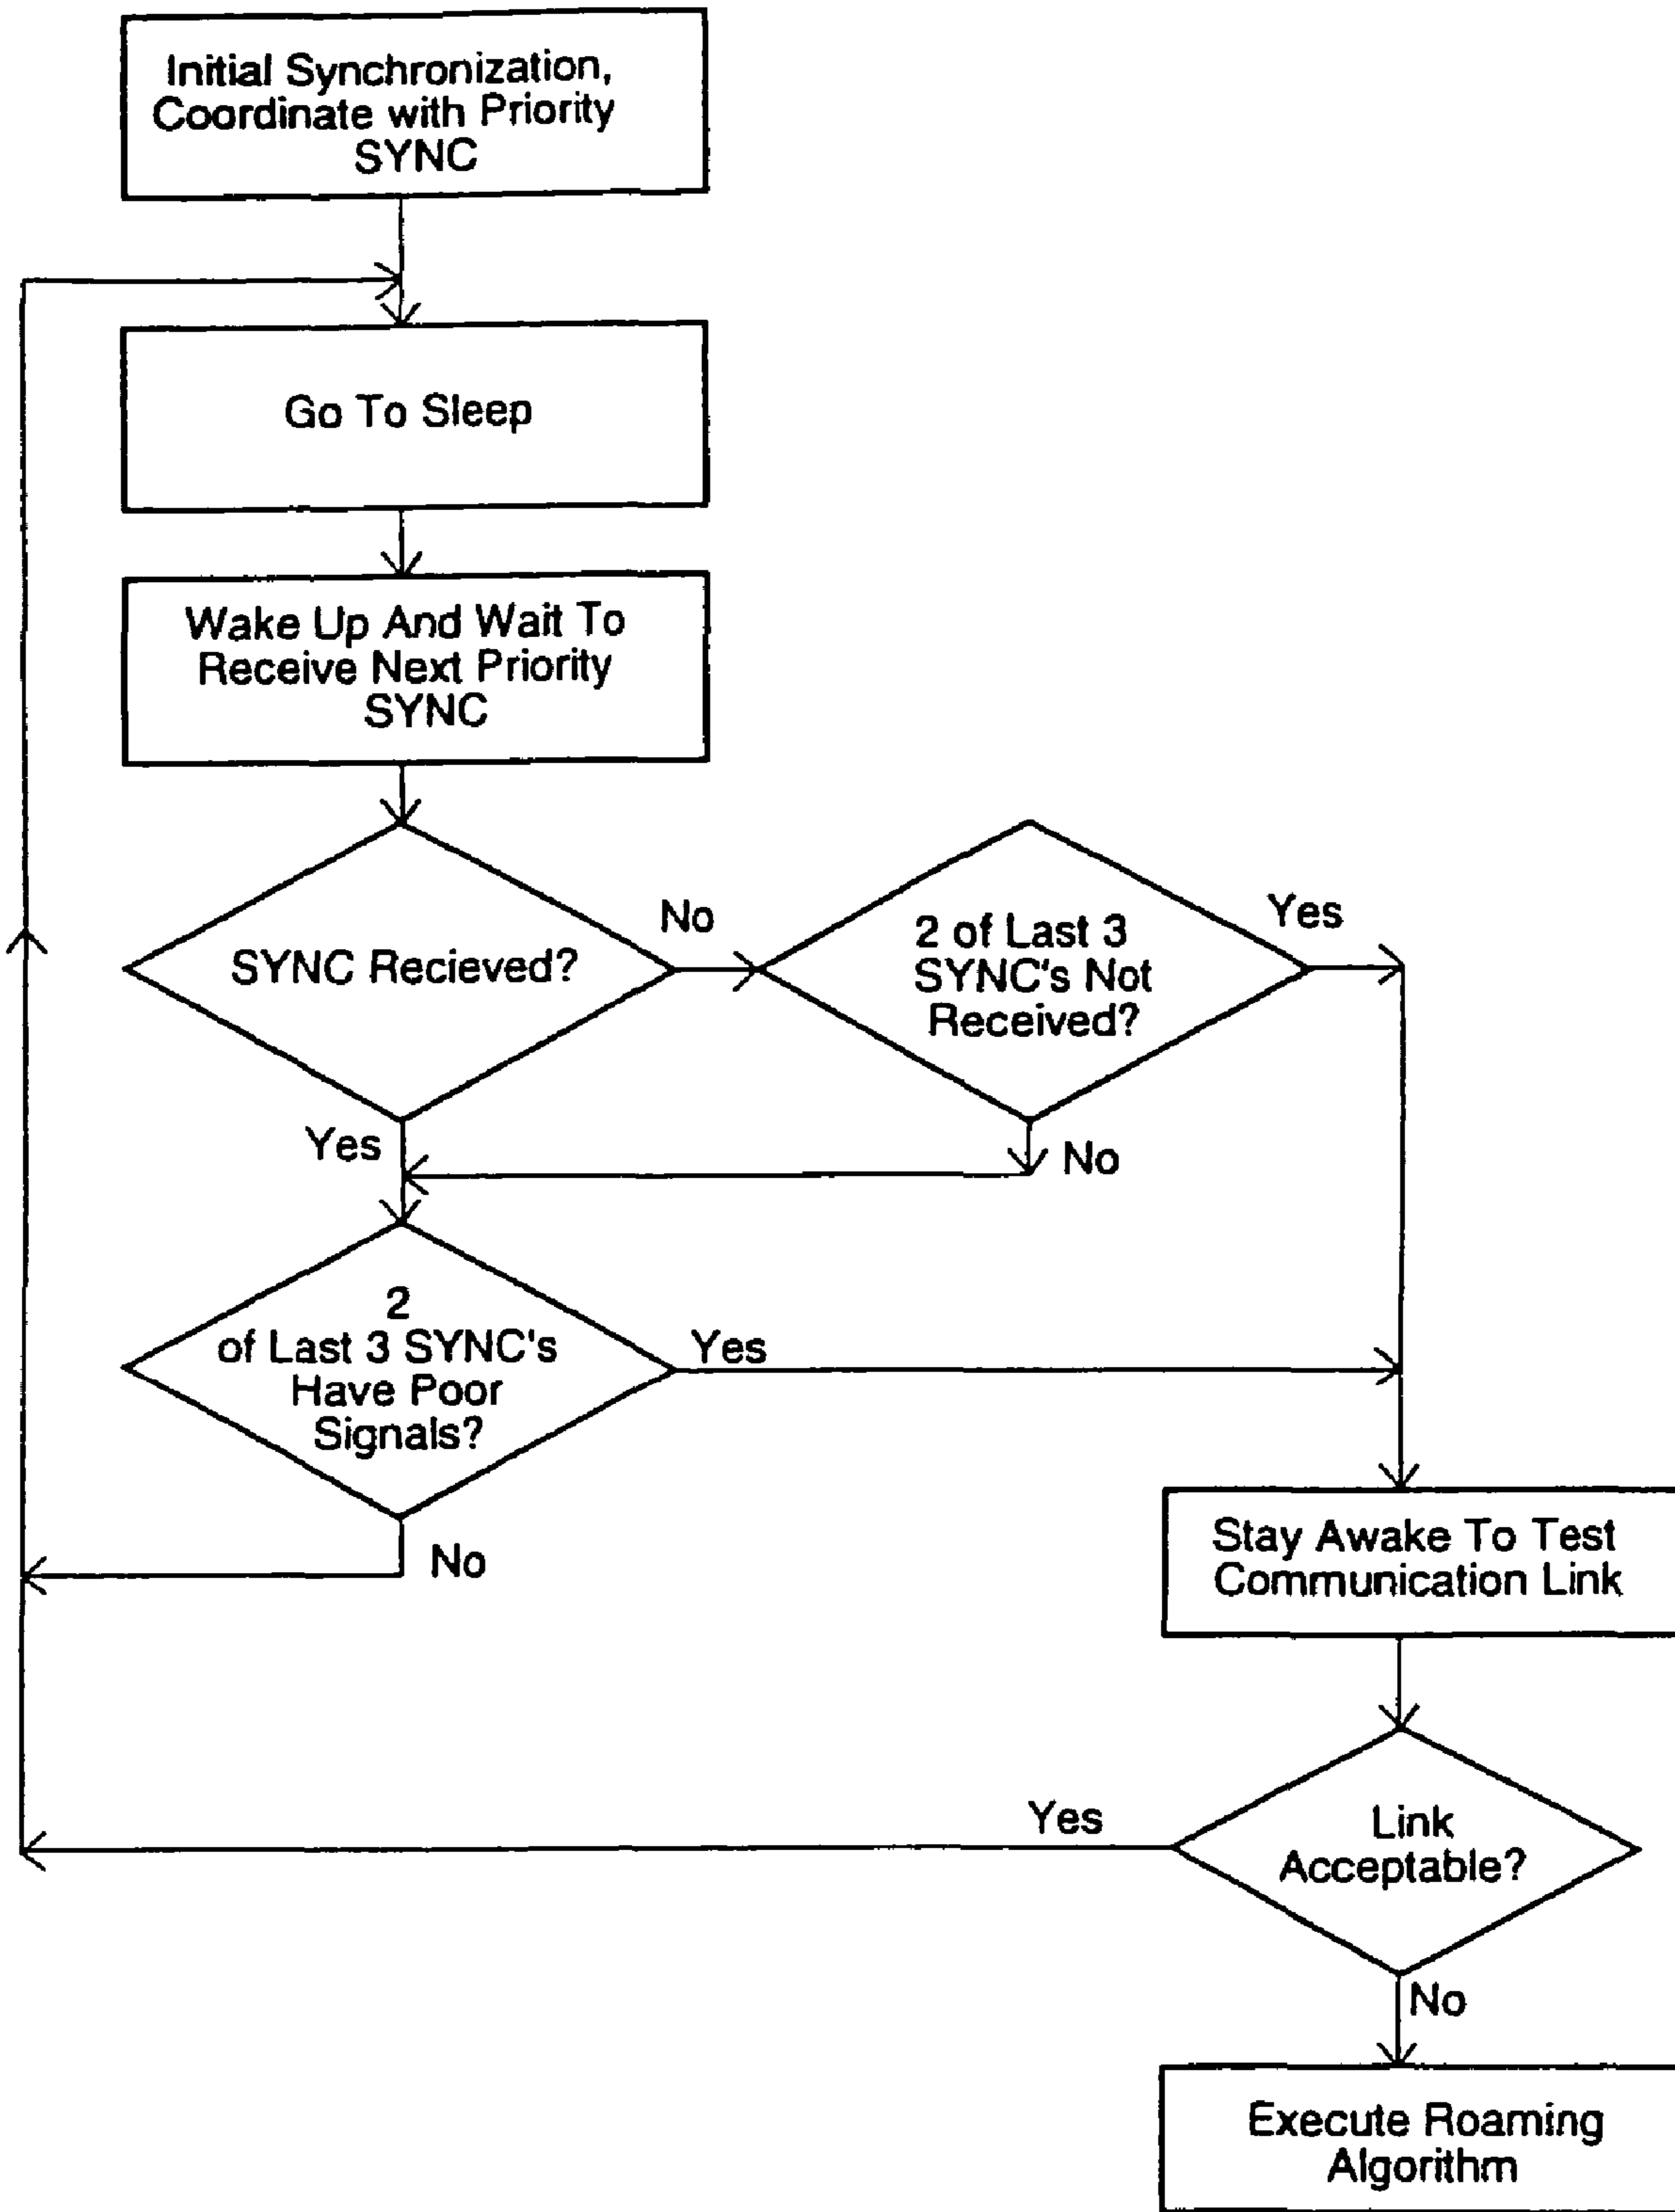 Initial Synchronization,
Coordinate with Priority
SYNC
Go To Sleep
Wake Up And Wait To
Receive Next Priority
SYNC
SYNC Recieved?
No
2 of Last 3
SYNC's Not
Received?
Yes
Yes
No
2
of Last 3 SYNC's
Have Poor
Signals?
Yes
No
Stay Awake To Test
Communication Link
Yes
Link
Acceptable?
No
Execute Roaming
Algorithm